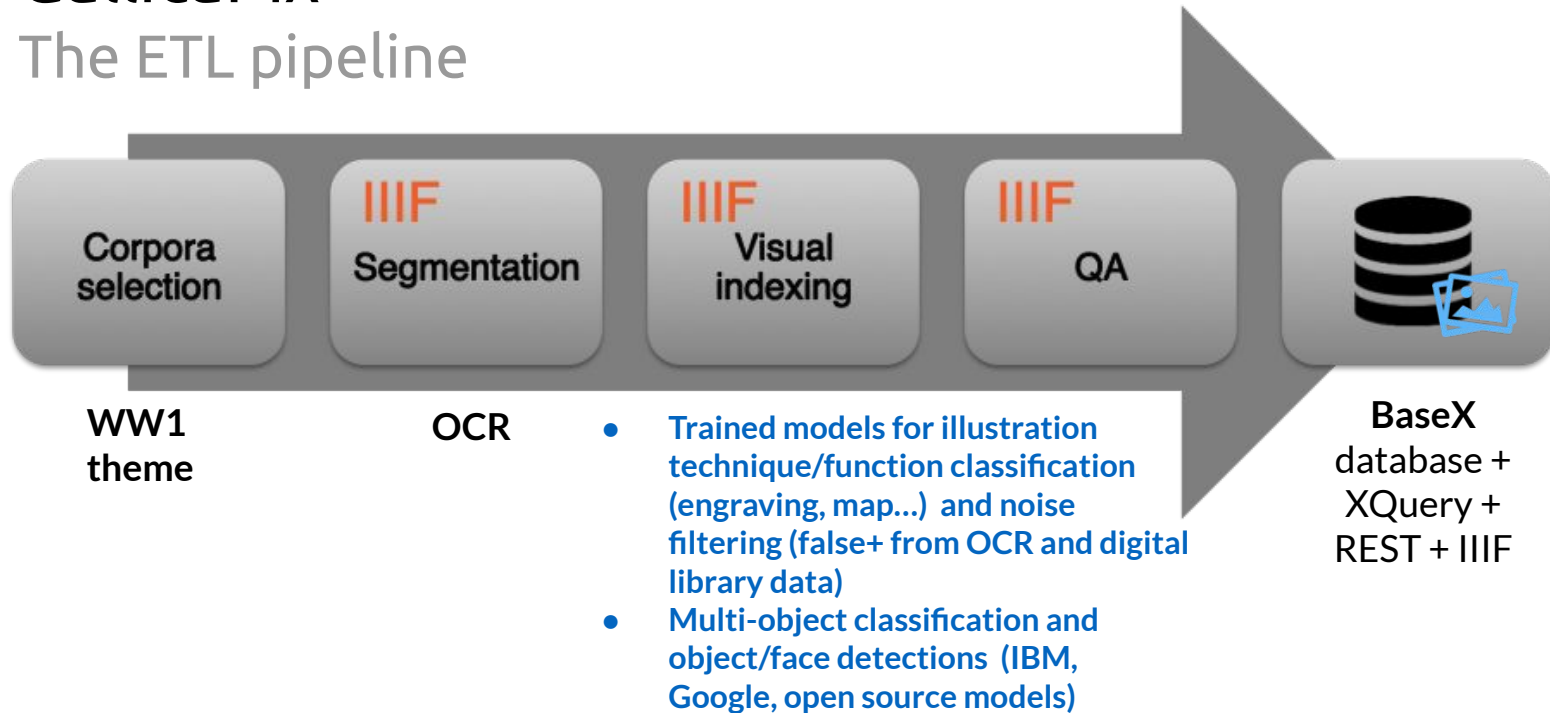 The ETL pipeline
Corpora
selection
IIIF
Segmentation
IIIF
Visual
indexing
IIIF
QA
WW1
theme
OCR
● Trained models for illustration
technique/function classification
(engraving, map...) and noise
filtering (false+ from OCR and digital
library data)
● Multi-object classification and
object/face detections (IBM,
Google, open source models)
BaseX
database +
XQuery +
REST + IIIF